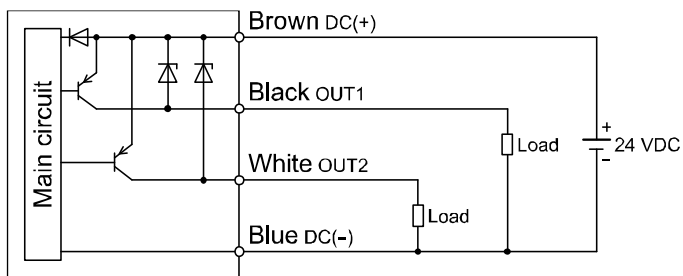 Brown DC(+)
Main circuit
Black OUT1
+
Load
24 VDC
-
White OUT2
Load
Blue DC(-)